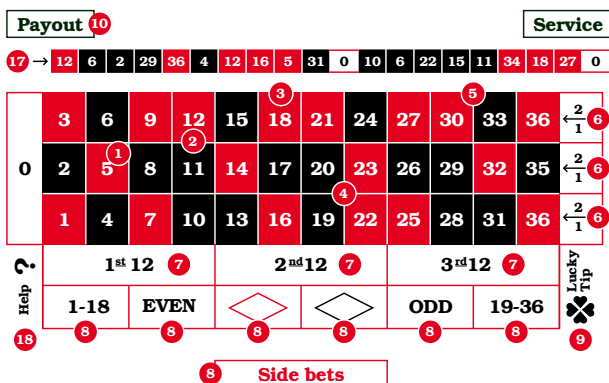 Payout 10 Service
17 → 12 6 2 29 36 4 12 16 5 31 0 10 6 22 15 11 34 18 27 0
3
5
3 6 9 12 15 18 21 24 27 30 33 36 2/1 6
1 2
0 2 5 8 11 14 17 20 23 26 29 32 35 2/1 6
4
1 4 7 10 13 16 19 22 25 28 31 36 2/1 6
Help ? 1st 12 7 2nd 12 7 3rd 12 7 Lucky Tip
1-18 EVEN ODD 19-36
18 8 8 8 8 8 8 9
8 Side bets